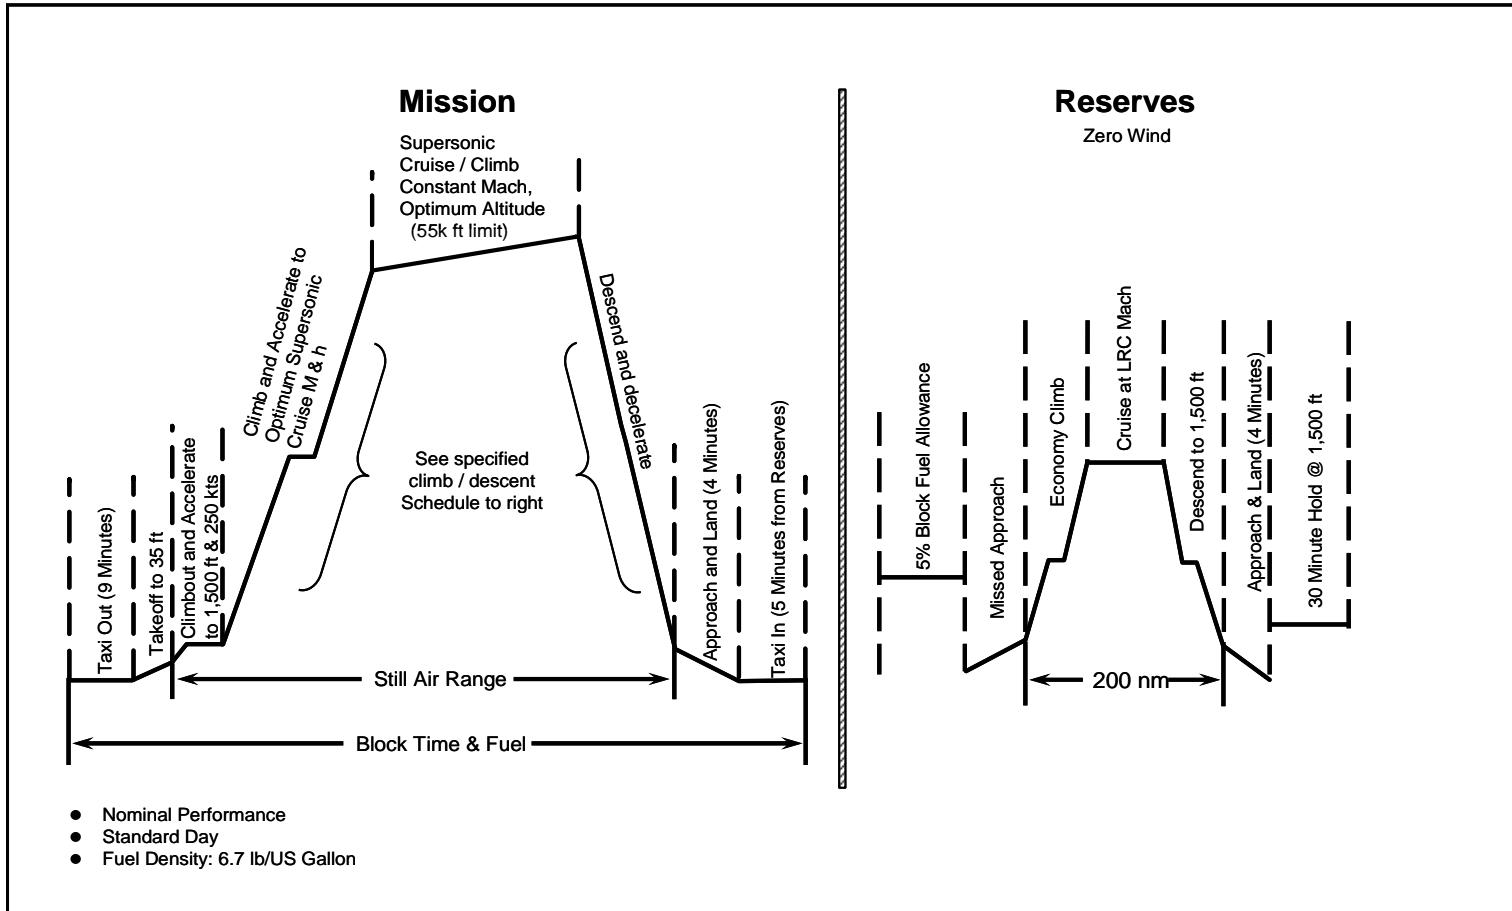 Mission
Supersonic
Cruise / Climb
Constant Mach,
Optimum Altitude
(55k ft limit)
Taxi Out (9 Minutes)
Takeoff to 35 ft
Climbout and Accelerate
to 1,500 ft & 250 kts
Climb and Accelerate to
Optimum Supersonic
Cruise M & h
See specified
climb / descent
Schedule to right
Descend and decelerate
Approach and Land (4 Minutes)
Taxi In (5 Minutes from Reserves)
Still Air Range
Block Time & Fuel
Reserves
Zero Wind
5% Block Fuel Allowance
Missed Approach
Economy Climb
Cruise at LRC Mach
Descend to 1,500 ft
Approach & Land (4 Minutes)
30 Minute Hold @ 1,500 ft
200 nm
● Nominal Performance
● Standard Day
● Fuel Density: 6.7 lb/US Gallon